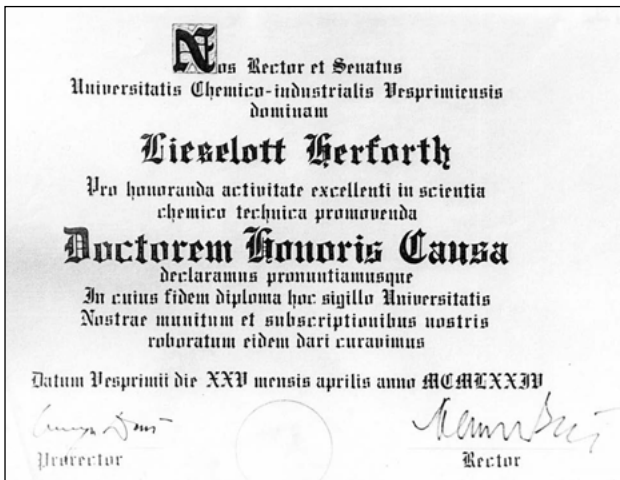 Nos Rector et Senatus
Universitatis Chemico-industrialis Vesprimiensis
dominam
Lieselott Herforth
Pro honoranda activitate excellenti in scientia
chemico technica promovenda
Doctorem Honoris Causa
declaramus pronuntiamusque
In cuius fidem diploma hoc sigillo Universitatis
Nostrae munitum et subscriptionibus nostris
roboratum eidem dari curavimus
Datum Vesprimii die XXV mensis aprilis anno MCMLXXIV
Prorector
Rector